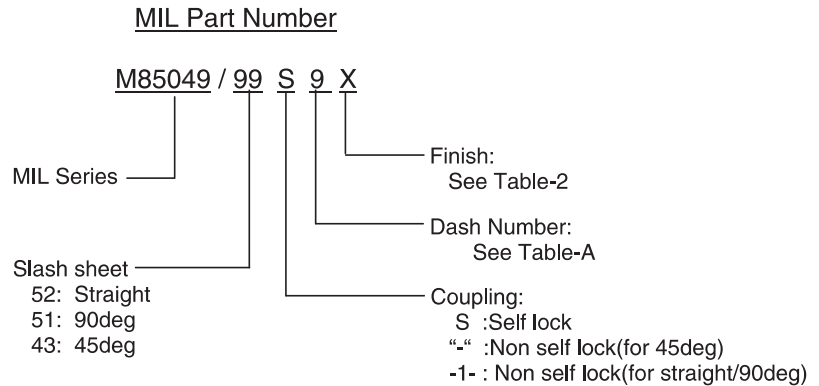 MIL Part Number
M85049 / 99 S 9 X
MIL Series
Finish:
See Table-2
Dash Number:
See Table-A
Slash sheet
52: Straight
51: 90deg
43: 45deg
Coupling:
S :Self lock
“-“ :Non self lock(for 45deg)
-1- : Non self lock(for straight/90deg)